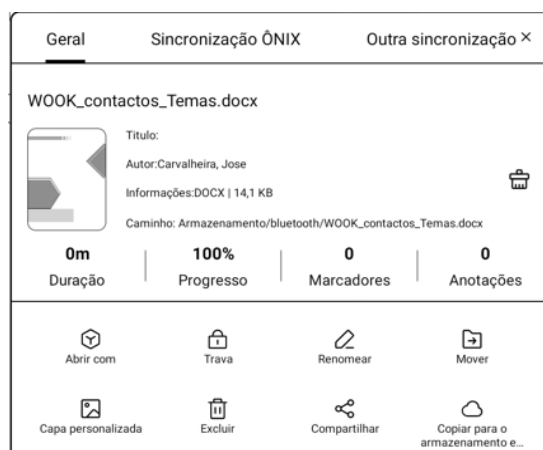 Geral
Sincronização ÔNIX
Outra sincronização ×
WOOK_contactos_Temas.docx
Titulo:
Autor:Carvalheira, Jose
Informações:DOCX | 14,1 KB
Caminho: Armazenamento/bluetooth/WOOK_contactos_Temas.docx
0m
Duração
100%
Progresso
0
Marcadores
0
Anotações
Abrir com
Trava
Renomear
Mover
Capa personalizada
Excluir
Compartilhar
Copiar para o
armazenamento e...